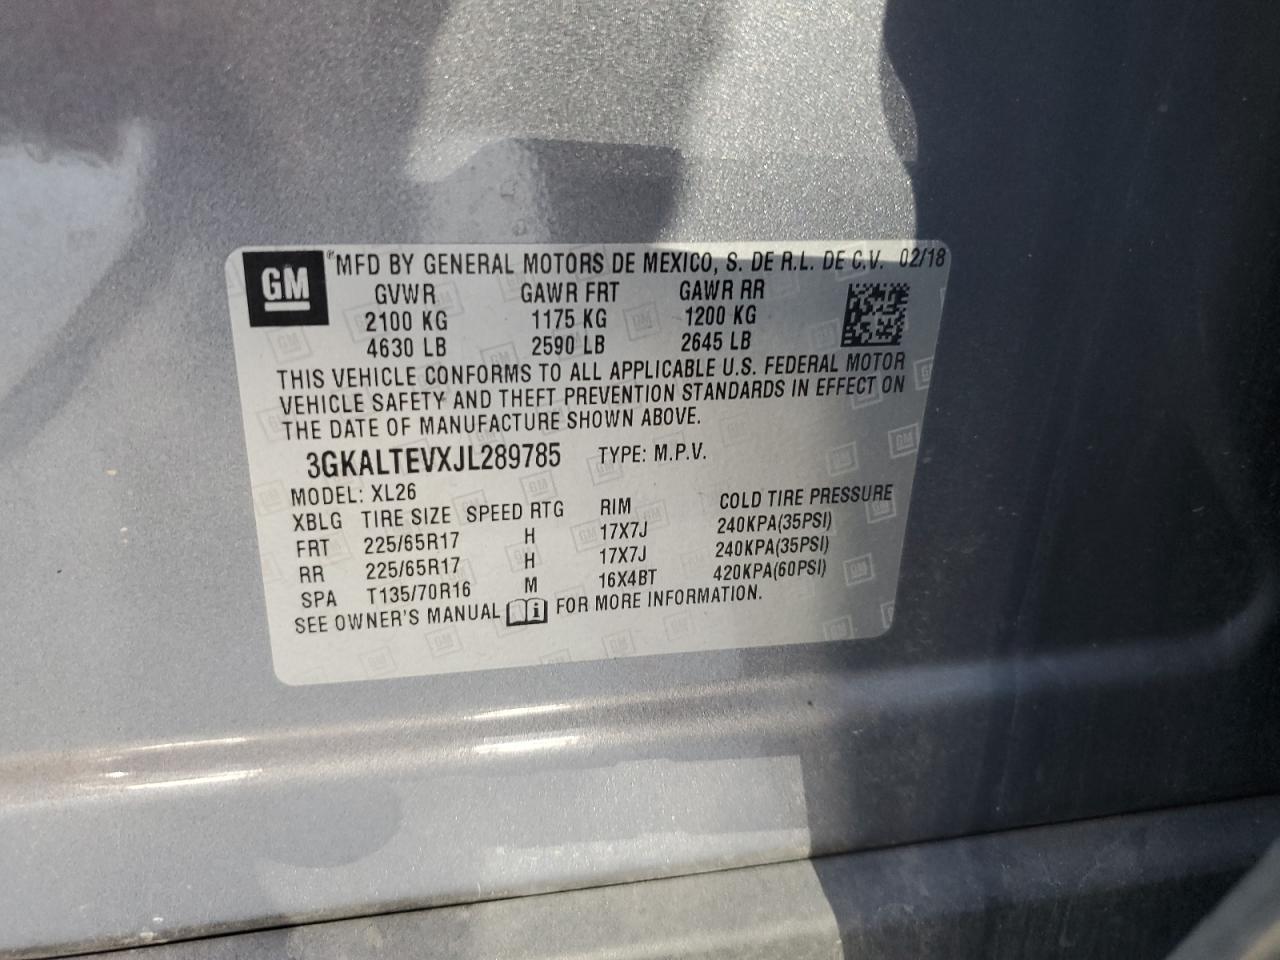 GM ® MFD BY GENERAL MOTORS DE MEXICO, S. DE R.L. DE C.V. 02/18
GVWR GAWR FRT GAWR RR
2100 KG 1175 KG 1200 KG
4630 LB 2590 LB 2645 LB
THIS VEHICLE CONFORMS TO ALL APPLICABLE U.S. FEDERAL MOTOR
VEHICLE SAFETY AND THEFT PREVENTION STANDARDS IN EFFECT ON
THE DATE OF MANUFACTURE SHOWN ABOVE.
3GKALTEVXJL289785 TYPE: M.P.V.
MODEL: XL26
XBLG TIRE SIZE SPEED RTG RIM COLD TIRE PRESSURE
FRT 225/65R17 H 17X7J 240KPA(35PSI)
RR 225/65R17 H 17X7J 240KPA(35PSI)
SPA T135/70R16 M 16X4BT 420KPA(60PSI)
SEE OWNER'S MANUAL i FOR MORE INFORMATION.